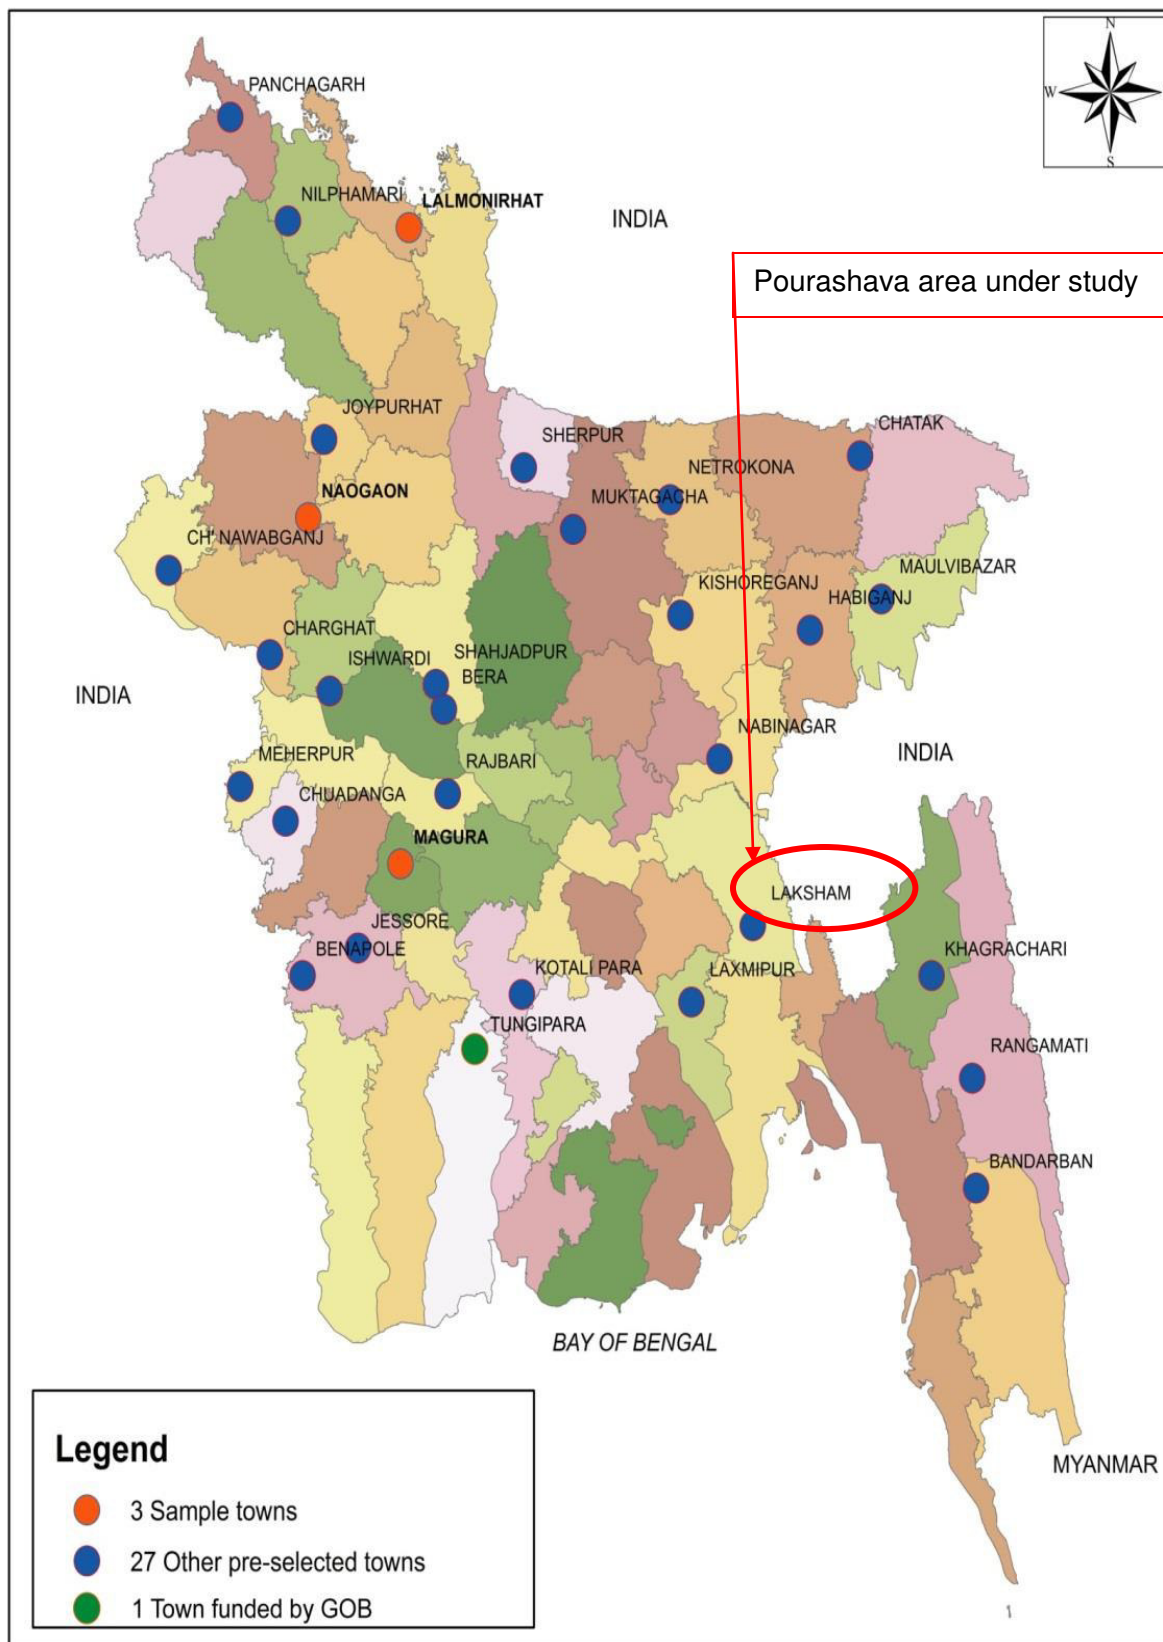 N
W
S
PANCHAGARH
NILPHAMARI
LALMONIRHAT
INDIA
Pourashava area under study
JOYPURHAT
SHERPUR
CHATAK
NETROKONA
NAOGAON
MUKTAGACHA
CH' NAWABGANJ
MAULVIBAZAR
KISHOREGANJ
HABIGANJ
CHARGHAT
ISHWARDI
SHAHJADPUR
BERA
INDIA
NABINAGAR
INDIA
MEHERPUR
RAJBARI
CHUADANGA
MAGURA
LAKSHAM
JESSORE
BENAPOLE
KHAGRACHARI
KOTALI PARA
LAXMIPUR
TUNGIPARA
RANGAMATI
BANDARBAN
BAY OF BENGAL
MYANMAR
Legend
3 Sample towns
27 Other pre-selected towns
1 Town funded by GOB
1